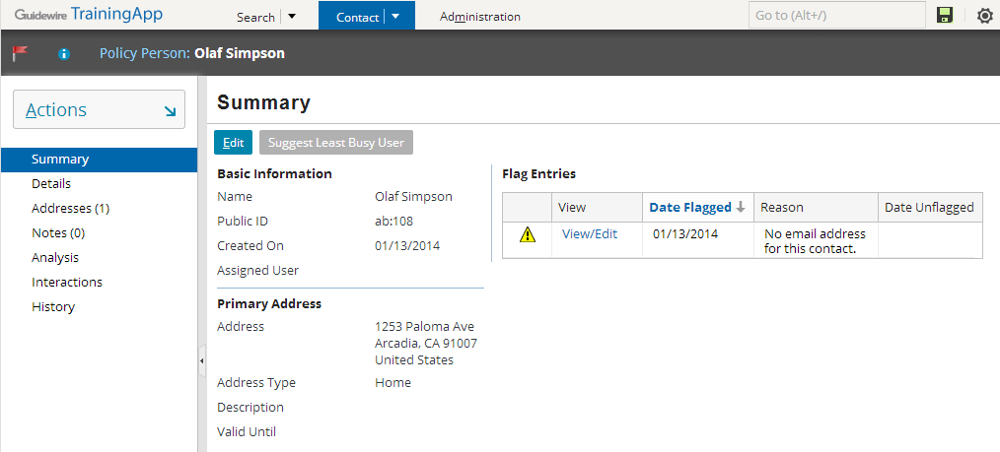 Guidewire TrainingApp Search Contact Administration Go to (Alt+/)
Policy Person: Olaf Simpson
Actions
Summary
Details
Addresses (1)
Notes (0)
Analysis
Interactions
History
Summary
Edit Suggest Least Busy User
Basic Information
Name Olaf Simpson
Public ID ab:108
Created On 01/13/2014
Assigned User
Primary Address
Address 1253 Paloma Ave
Arcadia, CA 91007
United States
Address Type Home
Description
Valid Until
Flag Entries
View Date Flagged Reason Date Unflagged
View/Edit 01/13/2014 No email address
for this contact.